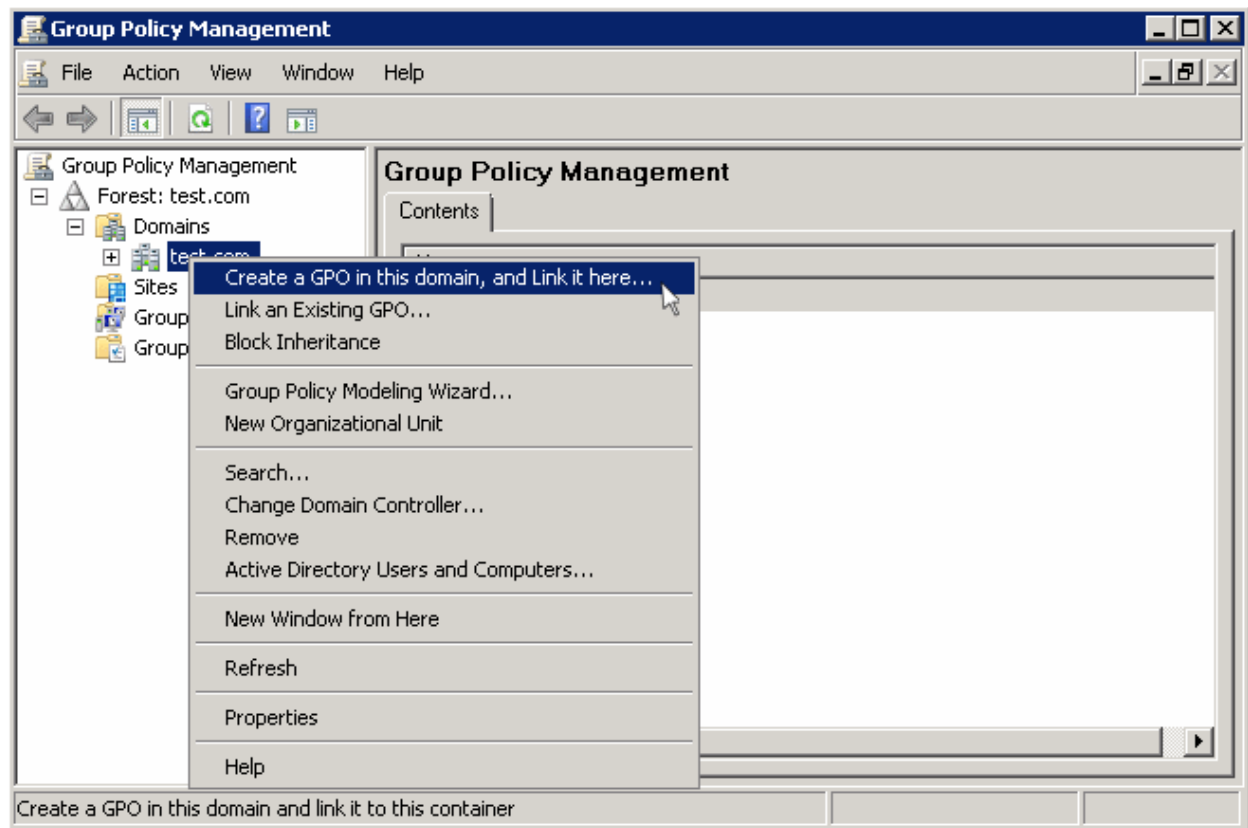 Group Policy Management
File Action View Window Help
Group Policy Management
Forest: test.com
Domains
test.com
Sites
Group
Group
Group Policy Management
Contents
Create a GPO in this domain, and Link it here...
Link an Existing GPO...
Block Inheritance
Group Policy Modeling Wizard...
New Organizational Unit
Search...
Change Domain Controller...
Remove
Active Directory Users and Computers...
New Window from Here
Refresh
Properties
Help
Create a GPO in this domain and link it to this container